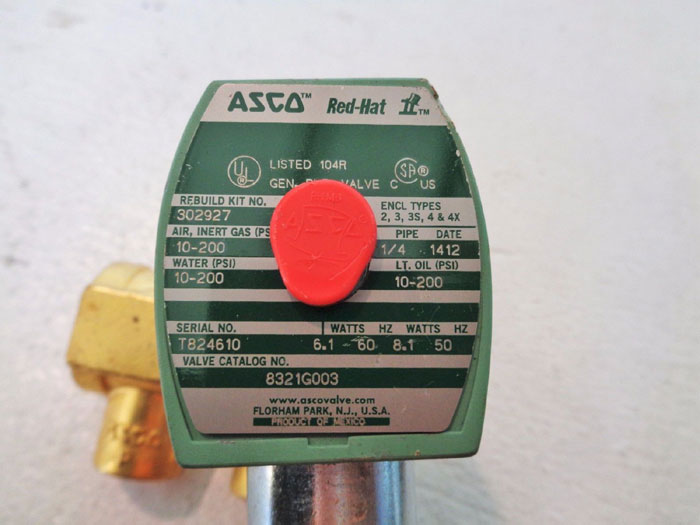 ASCO™ Red-Hat II™
UL® LISTED 104R
GEN. VALVE C SA® US
REBUILD KIT NO. ENCL TYPES
302927 2, 3, 3S, 4 & 4X
AIR, INERT GAS (PS PIPE DATE
10-200 1/4 1412
WATER (PSI) LT. OIL (PSI)
10-200 10-200
SERIAL NO. WATTS HZ WATTS HZ
T824610 6.1 60 8.1 50
VALVE CATALOG NO.
8321G003
www.ascovalve.com
FLORHAM PARK, N.J., U.S.A.
PRODUCT OF MEXICO
ASCO